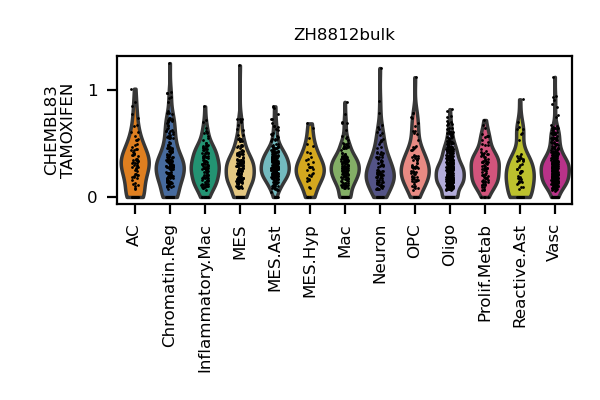 ZH8812bulk
CHEMBL83
TAMOXIFEN
1
0
AC
Chromatin.Reg
Inflammatory.Mac
MES
MES.Ast
MES.Hyp
Mac
Neuron
OPC
Oligo
Prolif.Metab
Reactive.Ast
Vasc